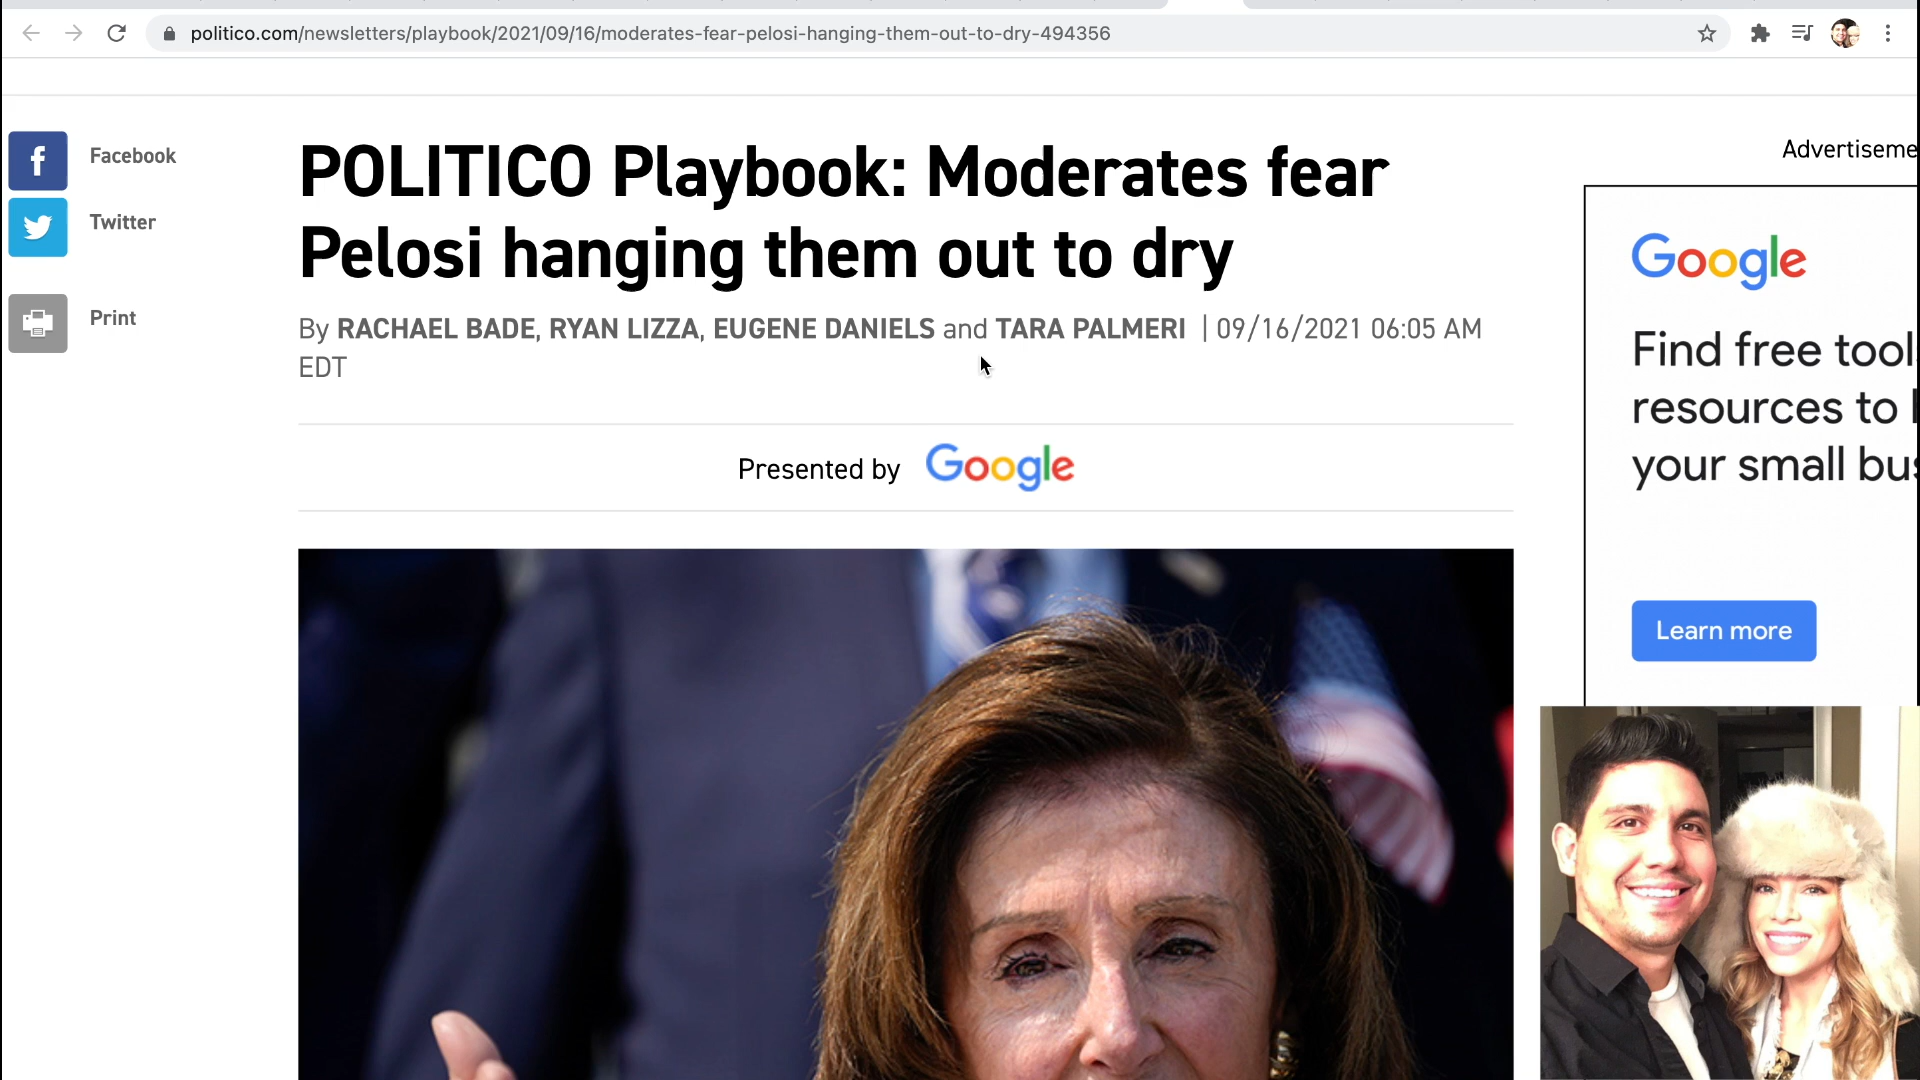 politico.com/newsletters/playbook/2021/09/16/moderates-fear-pelosi-hanging-them-out-to-dry-494356
Facebook
Twitter
Print
POLITICO Playbook: Moderates fear
Pelosi hanging them out to dry
By RACHAEL BADE, RYAN LIZZA, EUGENE DANIELS and TARA PALMERI | 09/16/2021 06:05 AM
EDT
Presented by Google
Advertiseme
Google
Find free tool
resources to
your small bus
Learn more